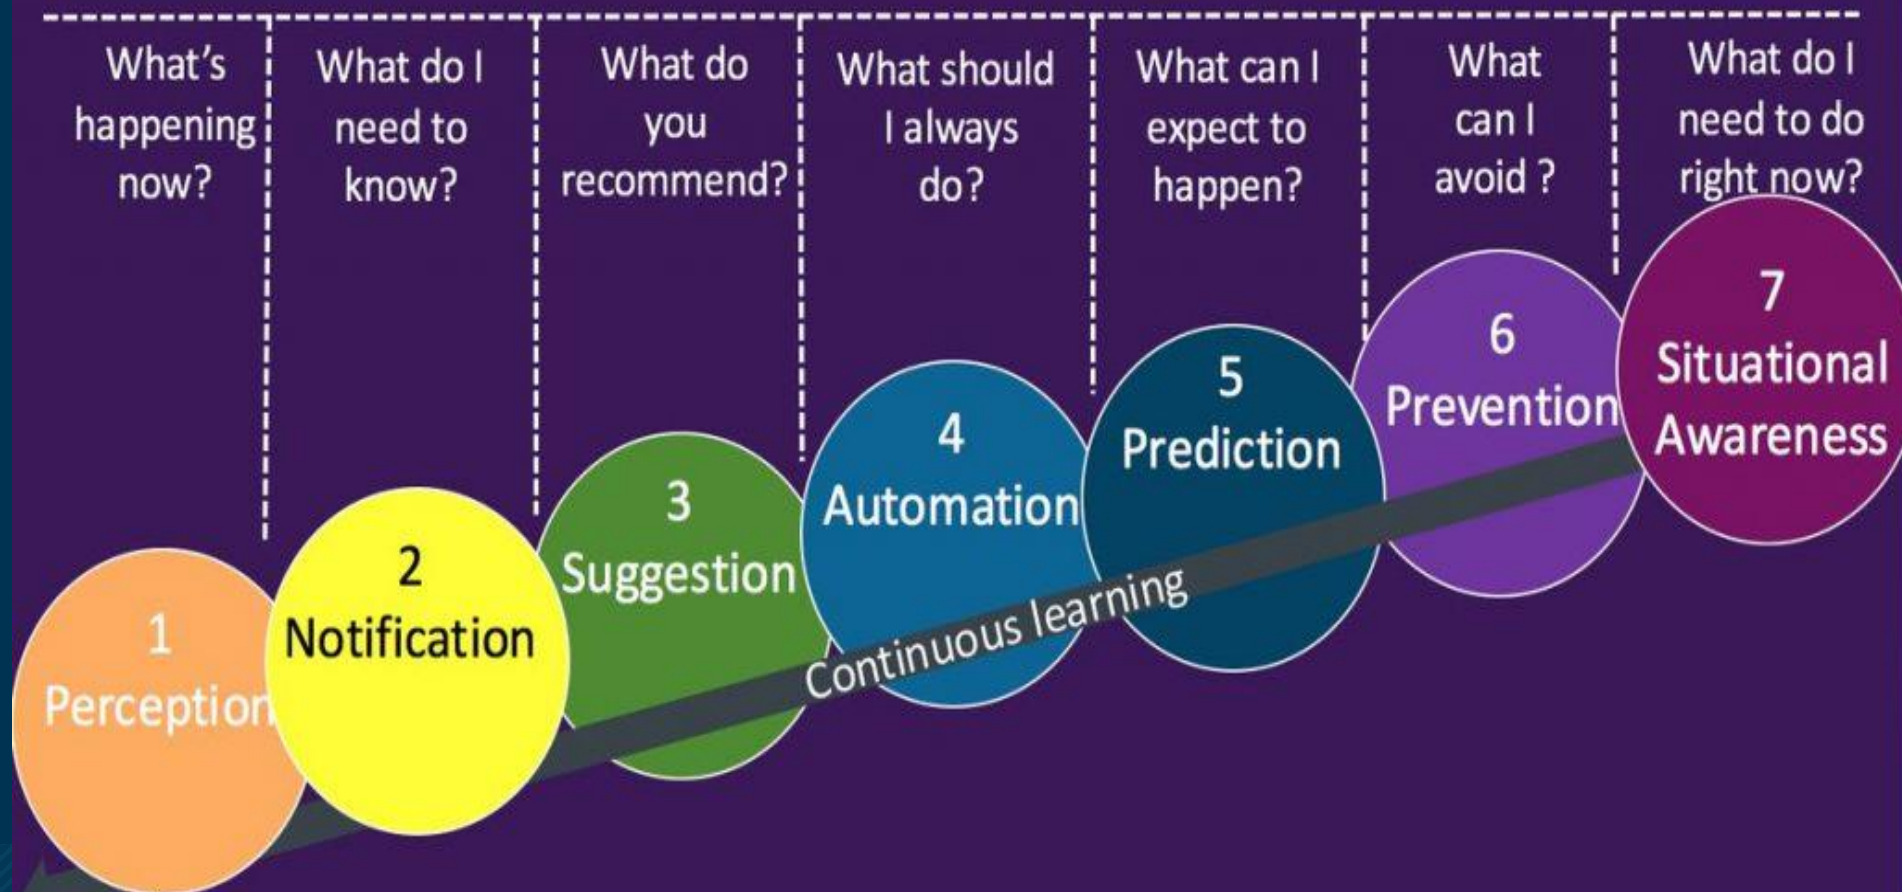 What's
happening
now?
What do I
need to
know?
What do
you
recommend?
What should
I always
do?
What can I
expect to
happen?
What
can I
avoid ?
What do I
need to do
right now?
1
Perception
2
Notification
3
Suggestion
4
Automation
5
Prediction
6
Prevention
7
Situational
Awareness
Continuous learning